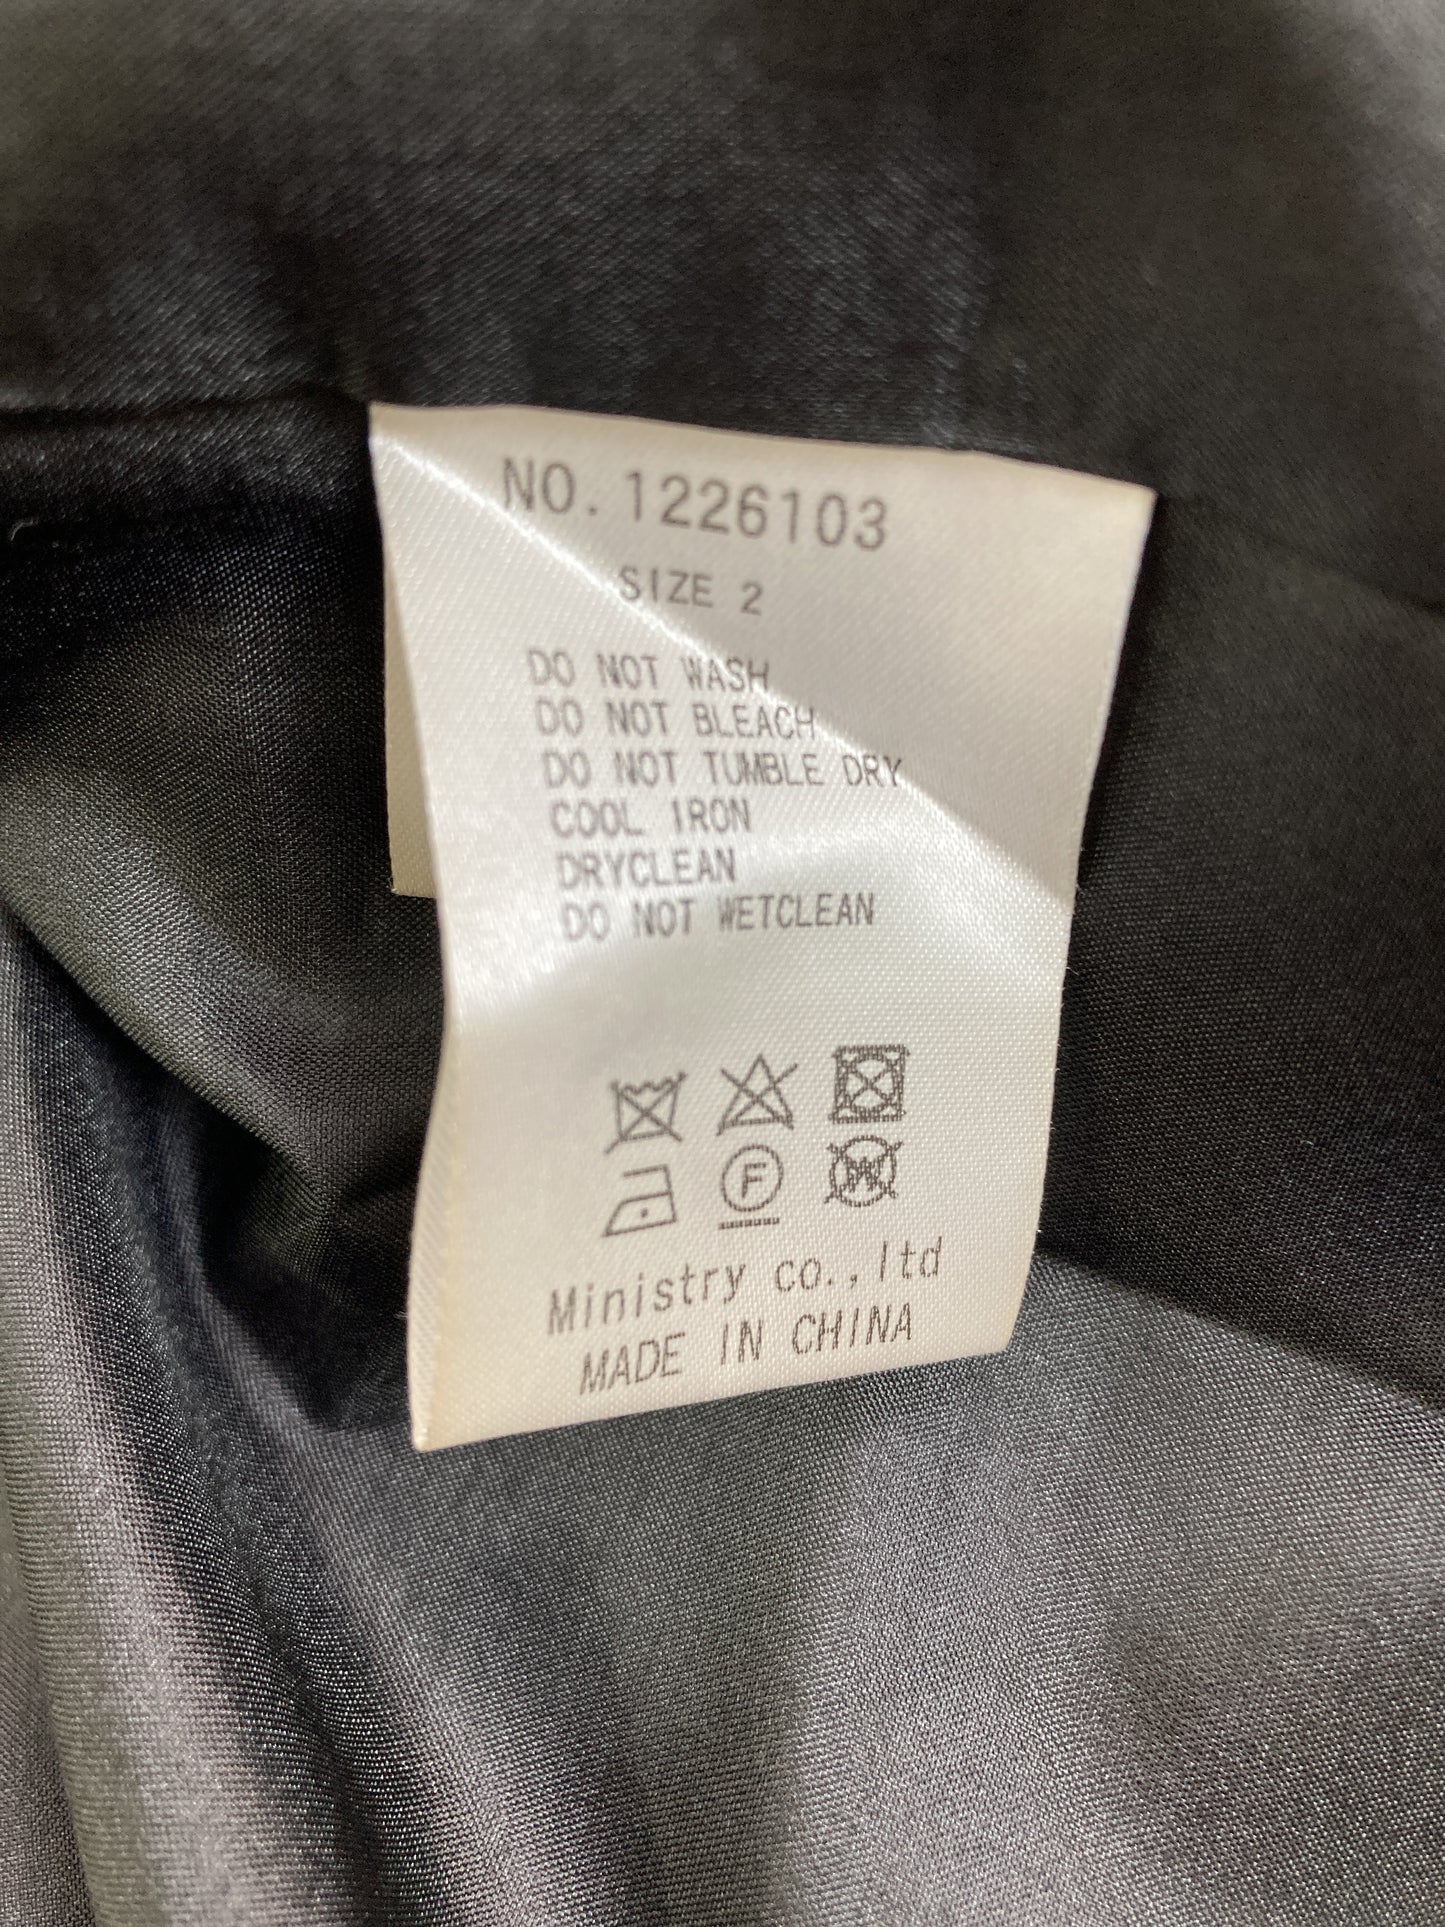 NO. 1226103
SIZE 2
DO NOT WASH
DO NOT BLEACH
DO NOT TUMBLE DRY
COOL IRON
DRYCLEAN
DO NOT WETCLEAN
F W
Ministry co., ltd
MADE IN CHINA